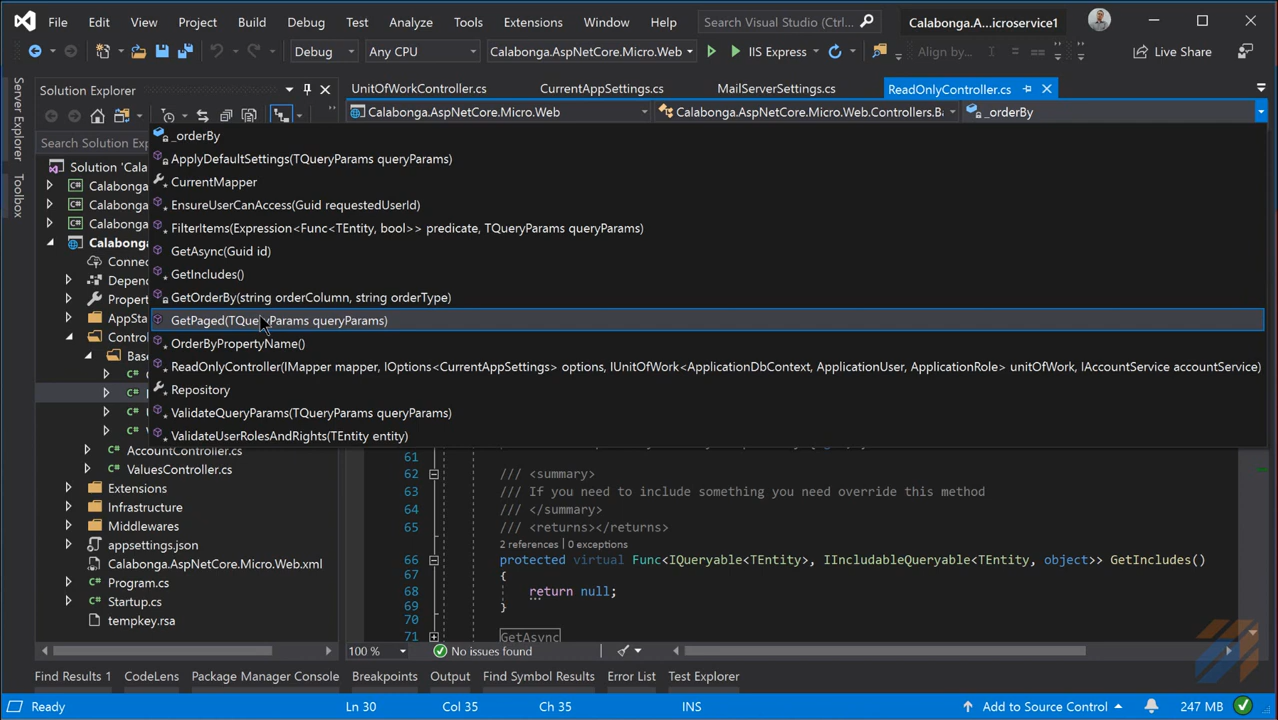 File Edit View Project Build Debug Test Analyze Tools Extensions Window Help Search Visual Studio (Ctrl... Calabonga.A...icroservice1
Debug Any CPU Calabonga.AspNetCore.Micro.Web IIS Express Align by... Live Share
Server Explorer
Toolbox
Solution Explorer
UnitOfWorkController.cs CurrentAppSettings.cs MailServerSettings.cs ReadOnlyController.cs
Calabonga.AspNetCore.Micro.Web Calabonga.AspNetCore.Micro.Web.Controllers.B _orderBy
Search Solution Exp
Solution 'Cala
Calabong
Calabong
Calabong
Calabong
Connec
Depend
Propert
AppSta
Control
Base
_orderBy
ApplyDefaultSettings(TQueryParams queryParams)
CurrentMapper
EnsureUserCanAccess(Guid requestedUserId)
FilterItems(Expression<Func<TEntity, bool>> predicate, TQueryParams queryParams)
GetAsync(Guid id)
GetIncludes()
GetOrderBy(string orderColumn, string orderType)
GetPaged(TQueryParams queryParams)
OrderByPropertyName()
ReadOnlyController(IMapper mapper, IOptions<CurrentAppSettings> options, IUnitOfWork<ApplicationDbContext, ApplicationUser, ApplicationRole> unitOfWork, IAccountService accountService)
Repository
ValidateQueryParams(TQueryParams queryParams)
ValidateUserRolesAndRights(TEntity entity)
AccountController.cs
ValuesController.cs
Extensions
Infrastructure
Middlewares
appsettings.json
Calabonga.AspNetCore.Micro.Web.xml
Program.cs
Startup.cs
tempkey.rsa
61
62 /// <summary>
63 /// If you need to include something you need override this method
64 /// </summary>
65 /// <returns></returns>
2 references | 0 exceptions
66 protected virtual Func<IQueryable<TEntity>, IIncludableQueryable<TEntity, object>> GetIncludes()
67 {
68 return null;
69 }
70
71 GetAsync
100 % No issues found
Find Results 1 CodeLens Package Manager Console Breakpoints Output Find Symbol Results Error List Test Explorer
Ready Ln 30 Col 35 Ch 35 INS Add to Source Control 247 MB